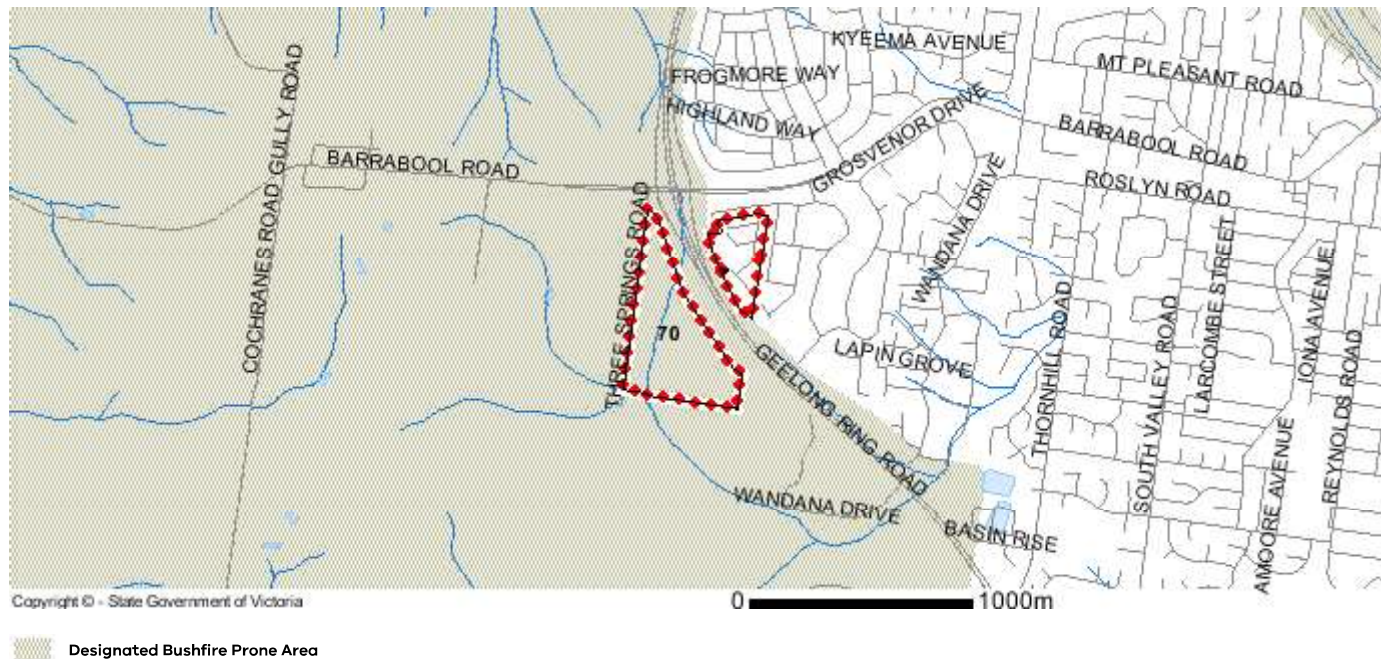 KYEEMA AVENUE
MT PLEASANT ROAD
FROGMORE WAY
HIGHLAND WAY
GROSVENOR DRIVE
BARRABOOL ROAD
BARRABOOL ROAD
ROSLYN ROAD
COCHRANES ROAD GULLY ROAD
THREE SPRINGS ROAD
WANDANA DRIVE
LARCOMBE STREET
IONA AVENUE
70
THORNHILL ROAD
SOUTH VALLEY ROAD
REYNOLDS ROAD
LAPIN GROVE
GEELONG RING ROAD
AMOORE AVENUE
WANDANA DRIVE
BASIN RISE
Copyright © - State Government of Victoria
0 1000m
Designated Bushfire Prone Area